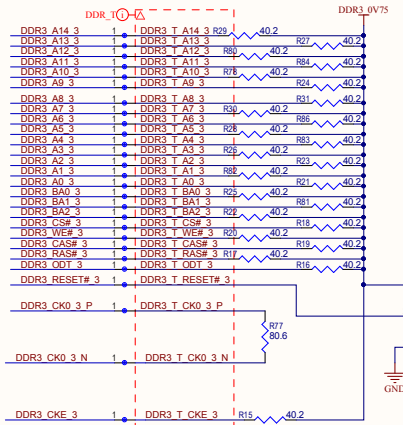 DDR3_0V75
DDR_T i
DDR3_A14_3 1 DDR3_T_A14_3 R29 40.2
DDR3_A13_3 1 DDR3_T_A13_3 R27 40.2
DDR3_A12_3 1 DDR3_T_A12_3 R80 40.2
DDR3_A11_3 1 DDR3_T_A11_3 R84 40.2
DDR3_A10_3 1 DDR3_T_A10_3 R78 40.2
DDR3_A9_3 1 DDR3_T_A9_3 R24 40.2
DDR3_A8_3 1 DDR3_T_A8_3 R31 40.2
DDR3_A7_3 1 DDR3_T_A7_3 R30 40.2
DDR3_A6_3 1 DDR3_T_A6_3 R86 40.2
DDR3_A5_3 1 DDR3_T_A5_3 R28 40.2
DDR3_A4_3 1 DDR3_T_A4_3 R83 40.2
DDR3_A3_3 1 DDR3_T_A3_3 R26 40.2
DDR3_A2_3 1 DDR3_T_A2_3 R23 40.2
DDR3_A1_3 1 DDR3_T_A1_3 R82 40.2
DDR3_A0_3 1 DDR3_T_A0_3 R21 40.2
DDR3_BA0_3 1 DDR3_T_BA0_3 R25 40.2
DDR3_BA1_3 1 DDR3_T_BA1_3 R81 40.2
DDR3_BA2_3 1 DDR3_T_BA2_3 R22 40.2
DDR3_CS#_3 1 DDR3_T_CS#_3 R18 40.2
DDR3_WE#_3 1 DDR3_T_WE#_3 R20 40.2
DDR3_CAS#_3 1 DDR3_T_CAS#_3 R19 40.2
DDR3_RAS#_3 1 DDR3_T_RAS#_3 R17 40.2
DDR3_ODT_3 1 DDR3_T_ODT_3 R16 40.2
DDR3_RESET#_3 1 DDR3_T_RESET#_3
DDR3_CK0_3_P 1 DDR3_T_CK0_3_P
R77
80.6
DDR3_CK0_3_N 1 DDR3_T_CK0_3_N
GND
DDR3_CKE_3 1 DDR3_T_CKE_3 R15 40.2